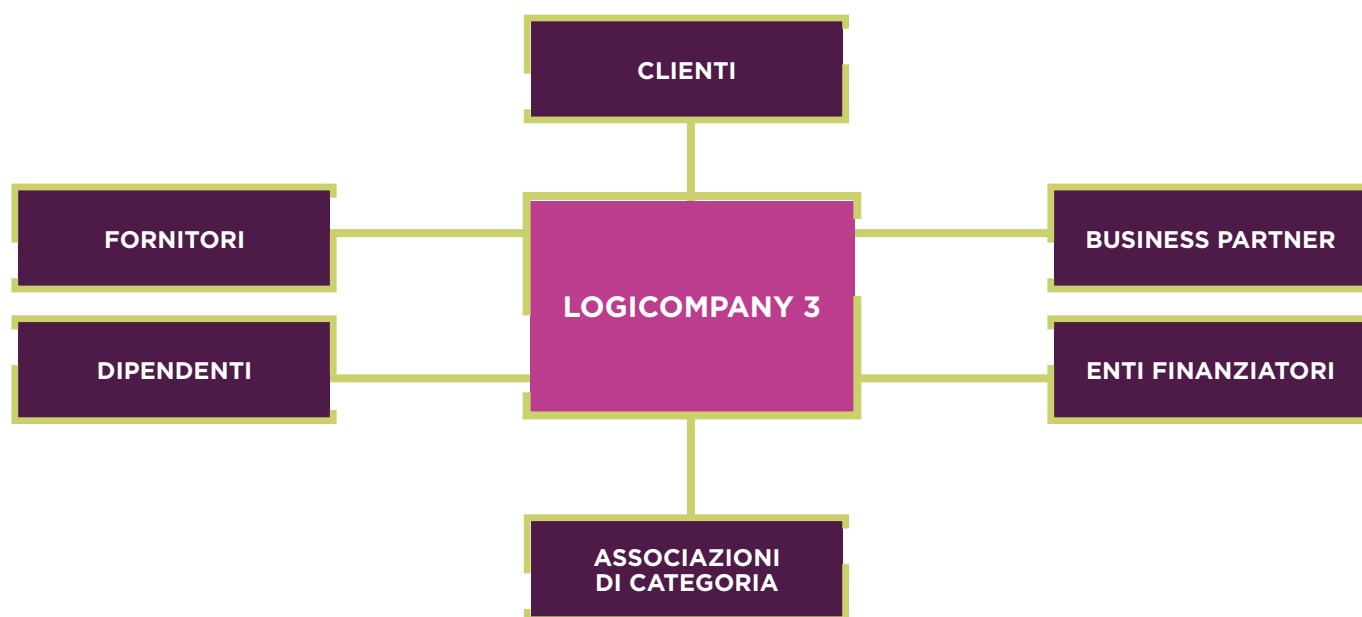 CLIENTI
FORNITORI
BUSINESS PARTNER
LOGICOMPANY 3
DIPENDENTI
ENTI FINANZIATORI
ASSOCIAZIONI
DI CATEGORIA